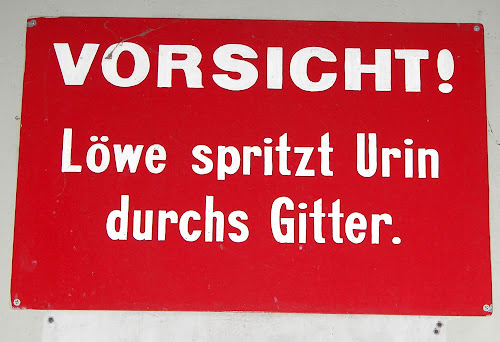 VORSICHT!
Löwe spritzt Urin
durchs Gitter.